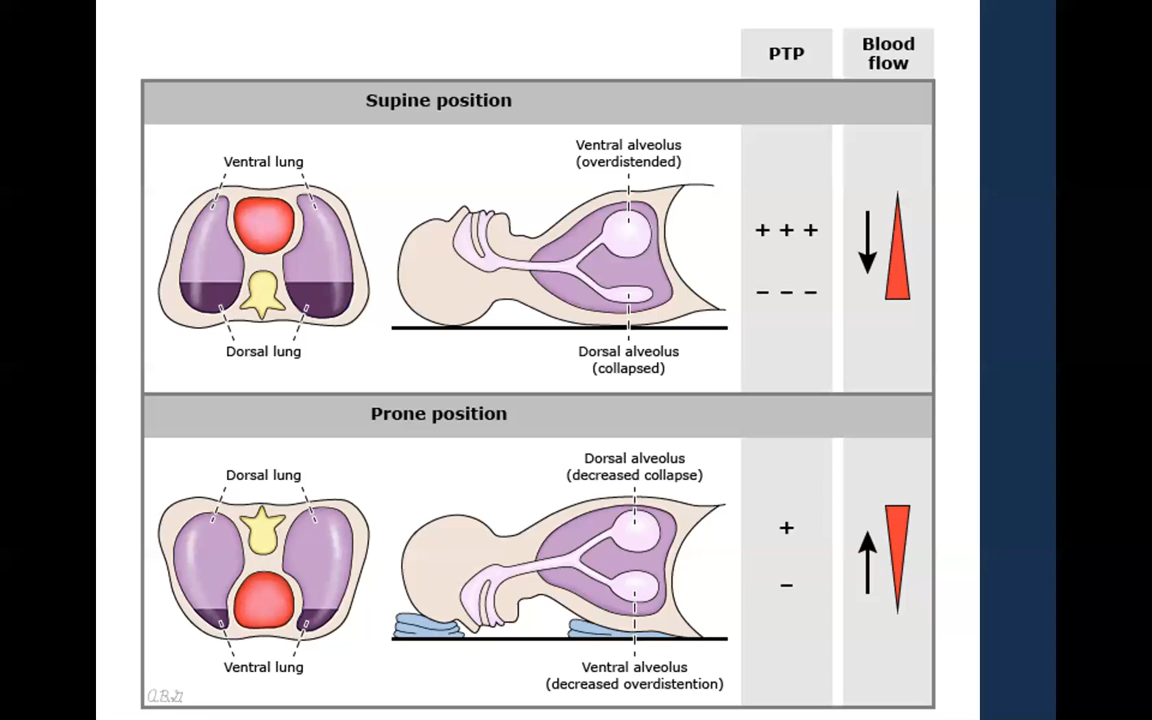 PTP
Blood
flow
Supine position
Ventral lung
Ventral alveolus
(overdistended)
+ + +
– – –
Dorsal lung
Dorsal alveolus
(collapsed)
Prone position
Dorsal lung
Dorsal alveolus
(decreased collapse)
+
–
Ventral lung
Ventral alveolus
(decreased overdistention)